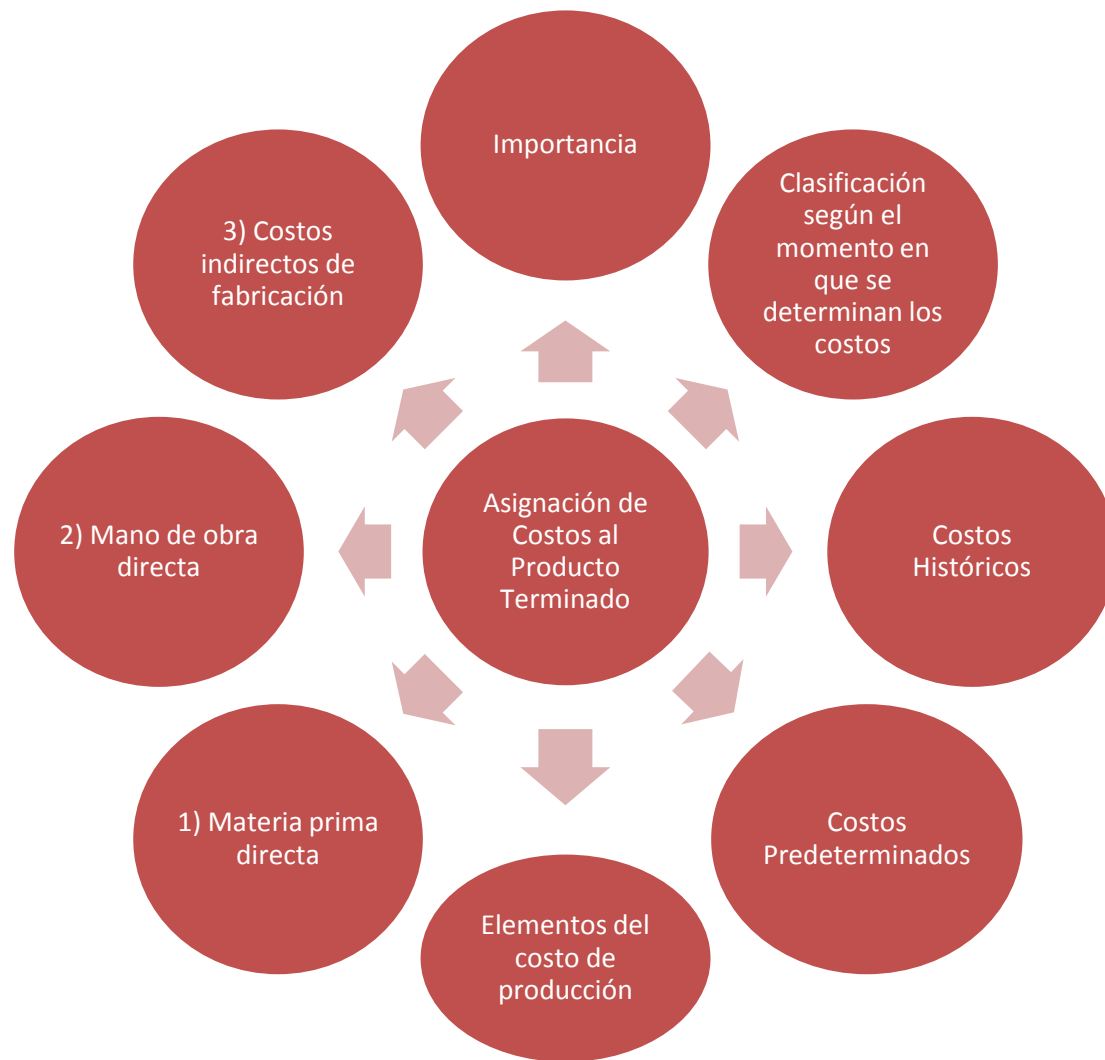 Importancia
Clasificación
según el
momento en
que se
determinan los
costos
Costos
Históricos
Costos
Predeterminados
Elementos del
costo de
producción
1) Materia prima
directa
2) Mano de obra
directa
3) Costos
indirectos de
fabricación
Asignación de
Costos al
Producto
Terminado